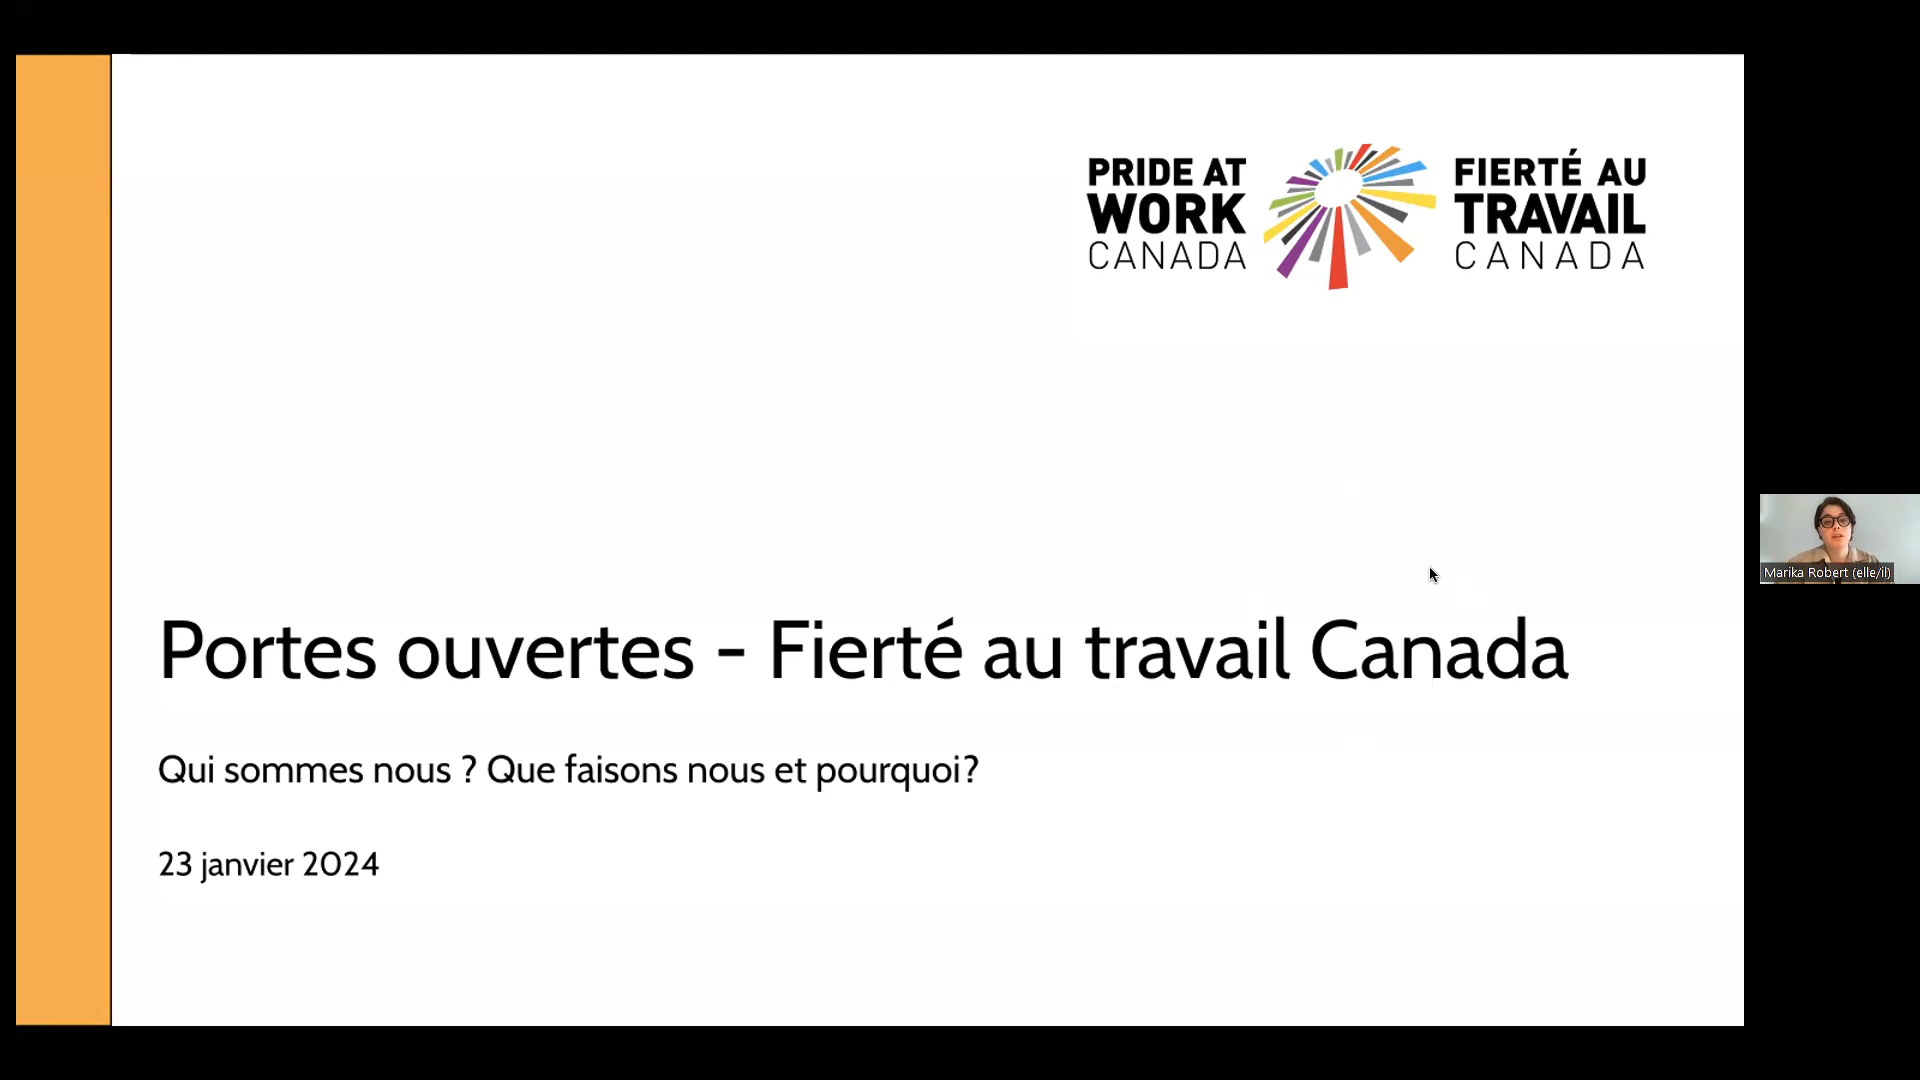 PRIDE AT
WORK
CANADA
FIERTÉ AU
TRAVAIL
CANADA
Portes ouvertes - Fierté au travail Canada
Qui sommes nous ? Que faisons nous et pourquoi?
23 janvier 2024
Marika Robert (elle/il)